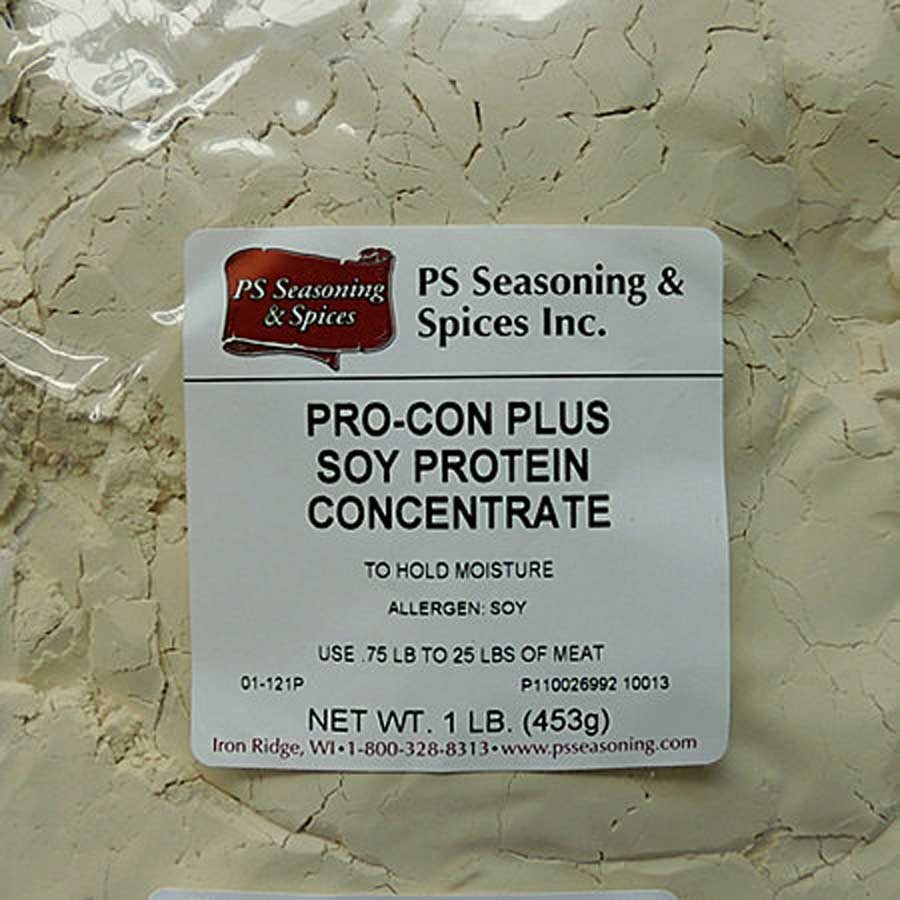 PS Seasoning
& Spices
PS Seasoning &
Spices Inc.
PRO-CON PLUS
SOY PROTEIN
CONCENTRATE
TO HOLD MOISTURE
ALLERGEN: SOY
USE .75 LB TO 25 LBS OF MEAT
01-121P P110026992 10013
NET WT. 1 LB. (453g)
Iron Ridge, WI•1-800-328-8313•www.psseasoning.com